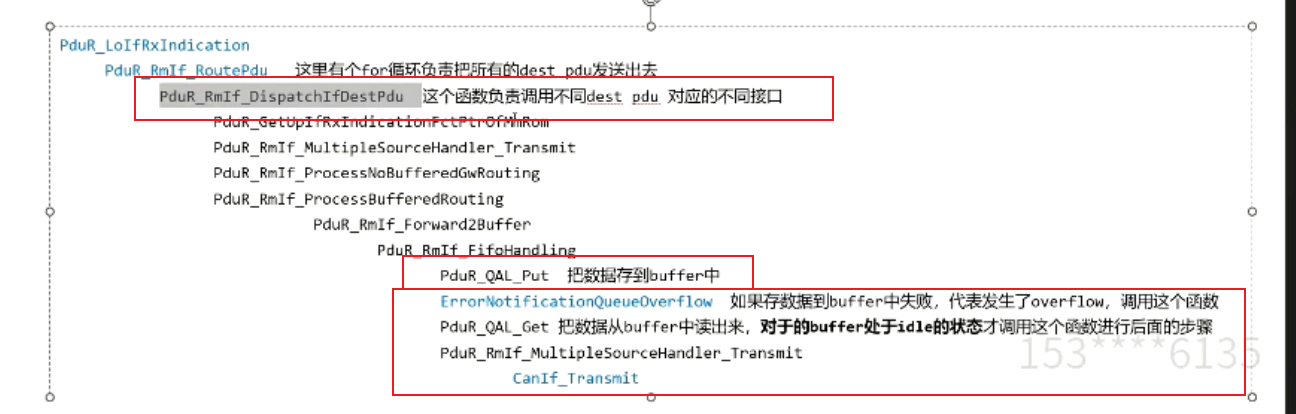 PduR_LoIfRxIndication
PduR_RmIf_RoutePdu 这里有个for循环负责把所有的dest pdu发送出去
PduR_RmIf_DispatchIfDestPdu 这个函数负责调用不同dest pdu 对应的不同接口
PduR_GetUpIfRxIndicationFctPtrOfMmRom
PduR_RmIf_MultipleSourceHandler_Transmit
PduR_RmIf_ProcessNoBufferedGwRouting
PduR_RmIf_ProcessBufferedRouting
PduR_RmIf_Forward2Buffer
PduR_RmIf_FifoHandling
PduR_QAL_Put 把数据存到buffer中
ErrorNotificationQueueOverflow 如果存数据到buffer中失败，代表发生了overflow，调用这个函数
PduR_QAL_Get 把数据从buffer中读出来，对于的buffer处于idle的状态才调用这个函数进行后面的步骤
PduR_RmIf_MultipleSourceHandler_Transmit
153****6135
CanIf_Transmit